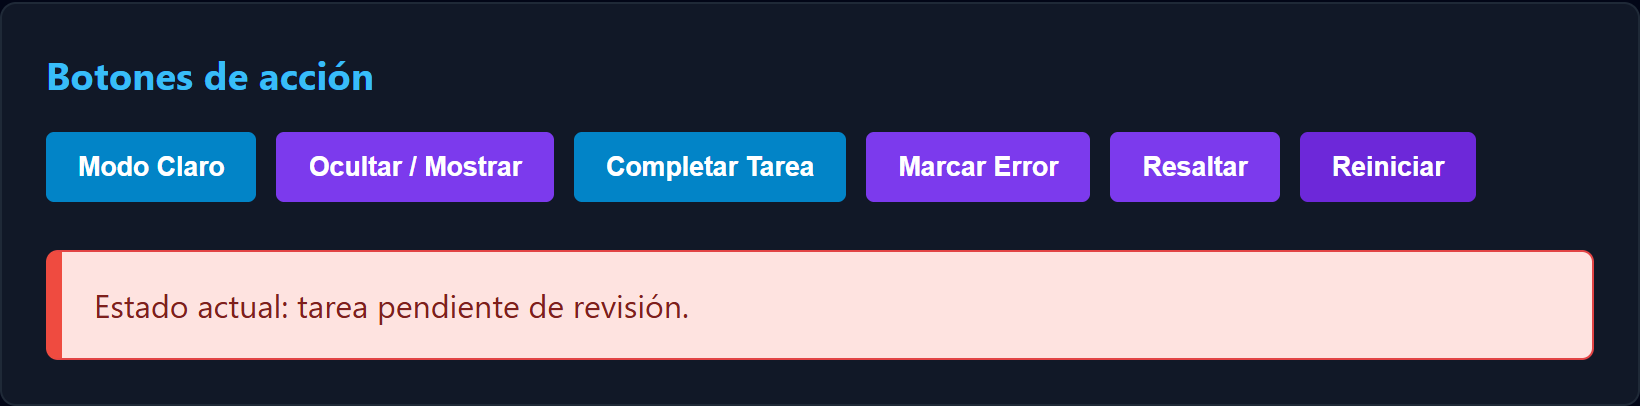 Botones de acción
Modo Claro Ocultar / Mostrar Completar Tarea Marcar Error Resaltar Reiniciar
Estado actual: tarea pendiente de revisión.